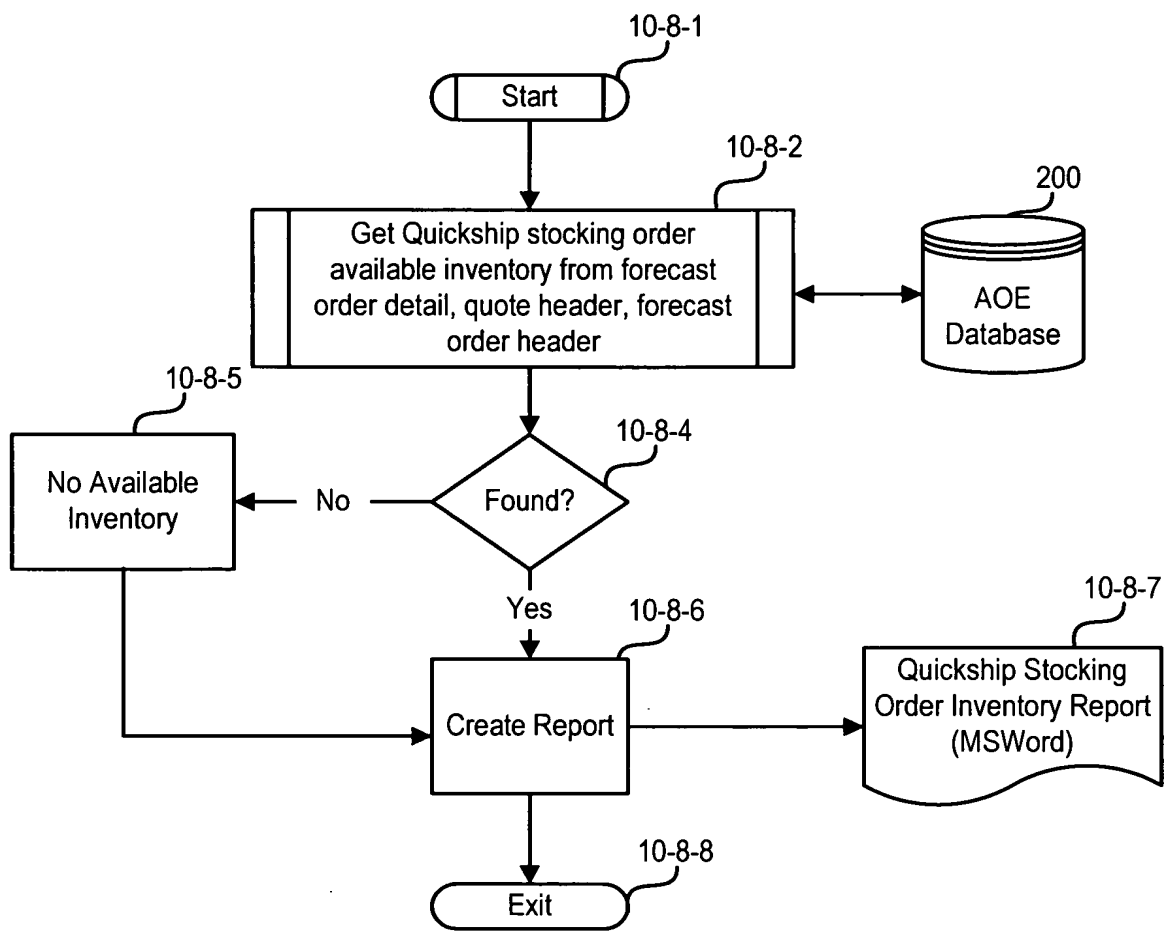 10-8-1
Start
10-8-2
Get Quickship stocking order
available inventory from forecast
order detail, quote header, forecast
order header
200
AOE
Database
10-8-5
No Available
Inventory
No
10-8-4
Found?
Yes
10-8-6
Create Report
10-8-7
Quickship Stocking
Order Inventory Report
(MSWord)
10-8-8
Exit